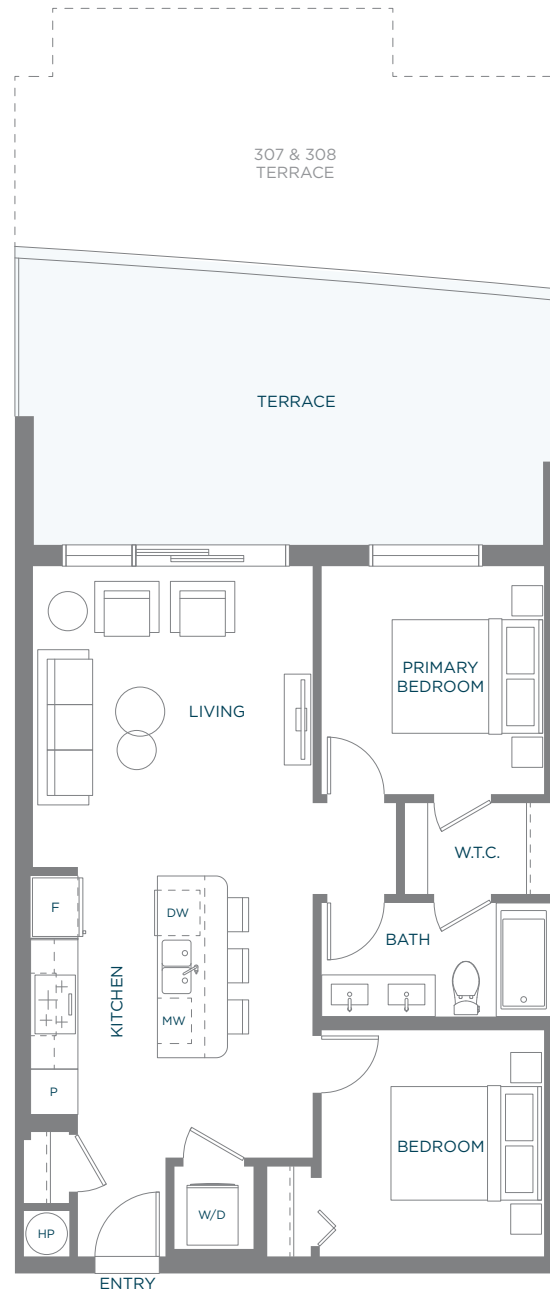 307 & 308
TERRACE
TERRACE
PRIMARY
BEDROOM
LIVING
W.T.C.
F
DW
BATH
KITCHEN
MW
P
BEDROOM
W/D
HP
ENTRY